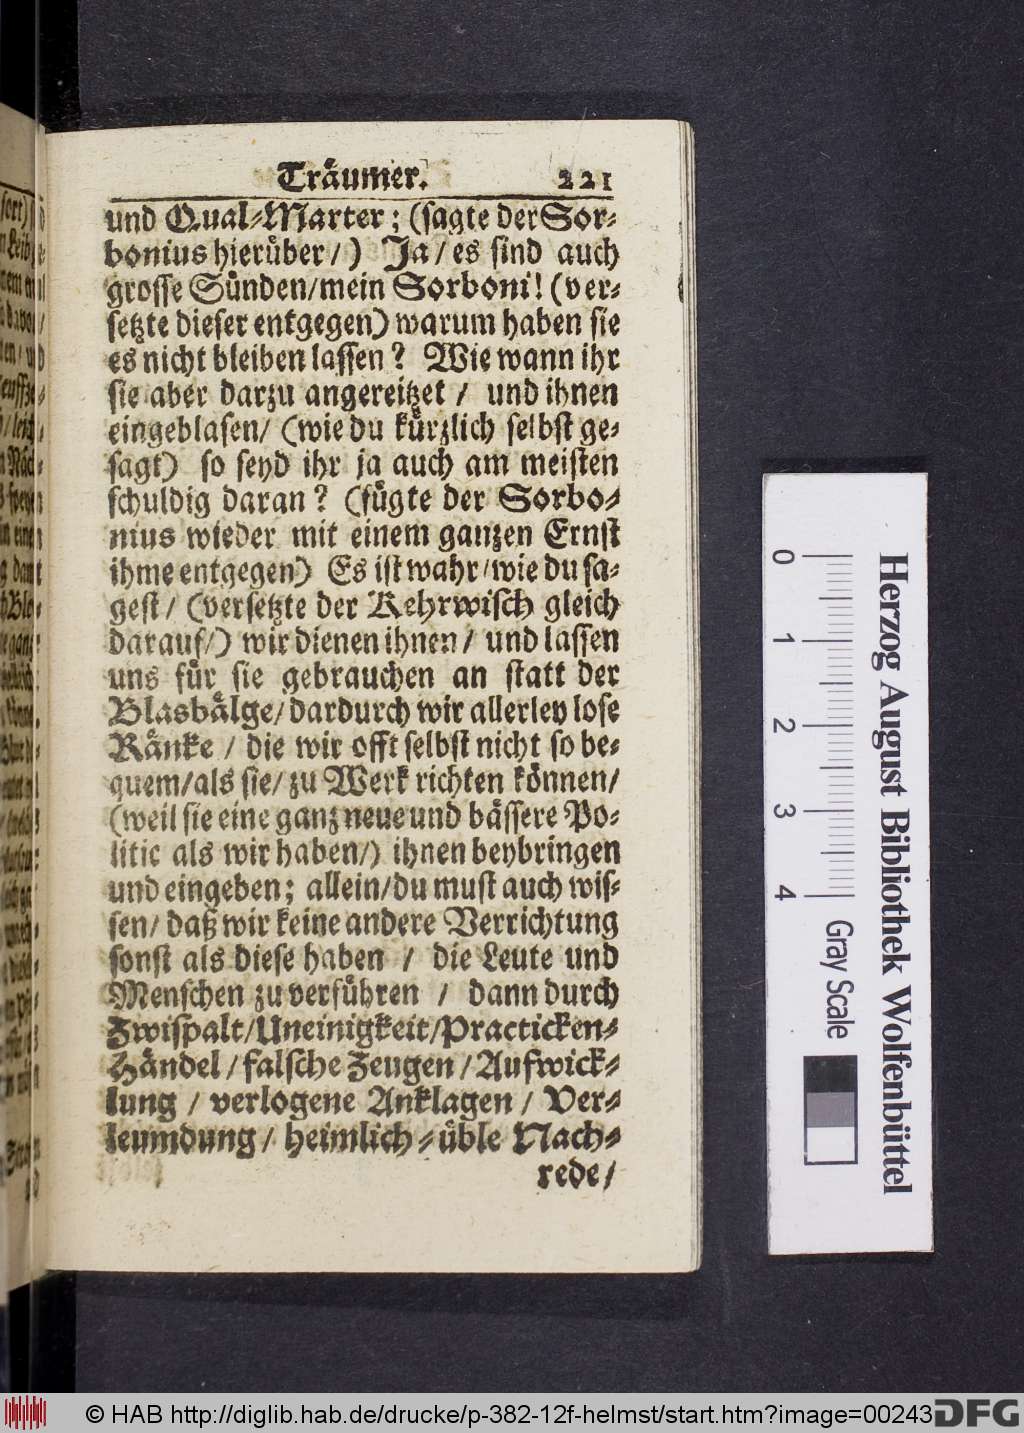 Träumer. 221
und Qual-Marter; (sagte der Sor-
bonius hierüber/) Ja/ es sind auch
grosse Sünden/mein Sorboni! (ver-
setzte dieser entgegen) warum haben sie
es nicht bleiben lassen? Wie wann ihr
sie aber darzu angereitzet / und ihnen
eingeblasen/ (wie du kürzlich selbst ge-
sagt) so seyd ihr ja auch am meisten
schuldig daran? (fügte der Sorbo-
nius wieder mit einem ganzen Ernst
ihme entgegen) Es ist wahr/wie du sa-
gest/ (versetzte der Kehrwisch gleich
darauf/) wir dienen ihnen/ und lassen
uns für sie gebrauchen an statt der
Blasbälge/dardurch wir allerley lose
Ränke / die wir offt selbst nicht so be-
quem/als sie/zu Werk richten können/
(weil sie eine ganz neue und bässere Po-
litic als wir haben/) ihnen beybringen
und eingeben; allein/du must auch wis-
sen/ daß wir keine andere Verrichtung
sonst als diese haben / die Leute und
Menschen zu verführen / dann durch
Zwispalt/Uneinigkeit/Practicken-
Händel/falsche Zeugen/Aufwick-
lung / verlogene Anklagen / Ver-
leumdung/ heimlich-üble Nach-
rede/
0 1 2 3 4
Gray Scale
Herzog August Bibliothek Wolfenbüttel
© HAB http://diglib.hab.de/drucke/p-382-12f-helmst/start.htm?image=00243
DFG